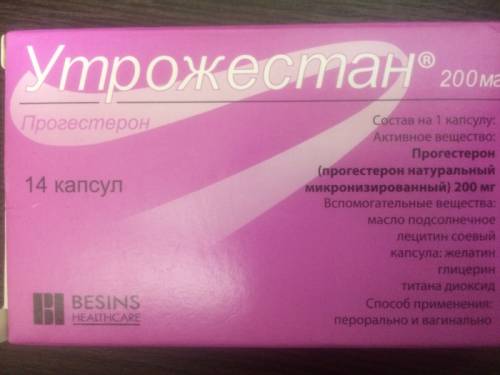 Утрожестан® 200мг
Прогестерон
14 капсул
Состав на 1 капсулу:
Активное вещество:
Прогестерон
(прогестерон натуральный
микронизированный) 200 мг
Вспомогательные вещества:
масло подсолнечное
лецитин соевый
капсула: желатин
глицерин
титана диоксид
Способ применения:
перорально и вагинально
BESINS
HEALTHCARE